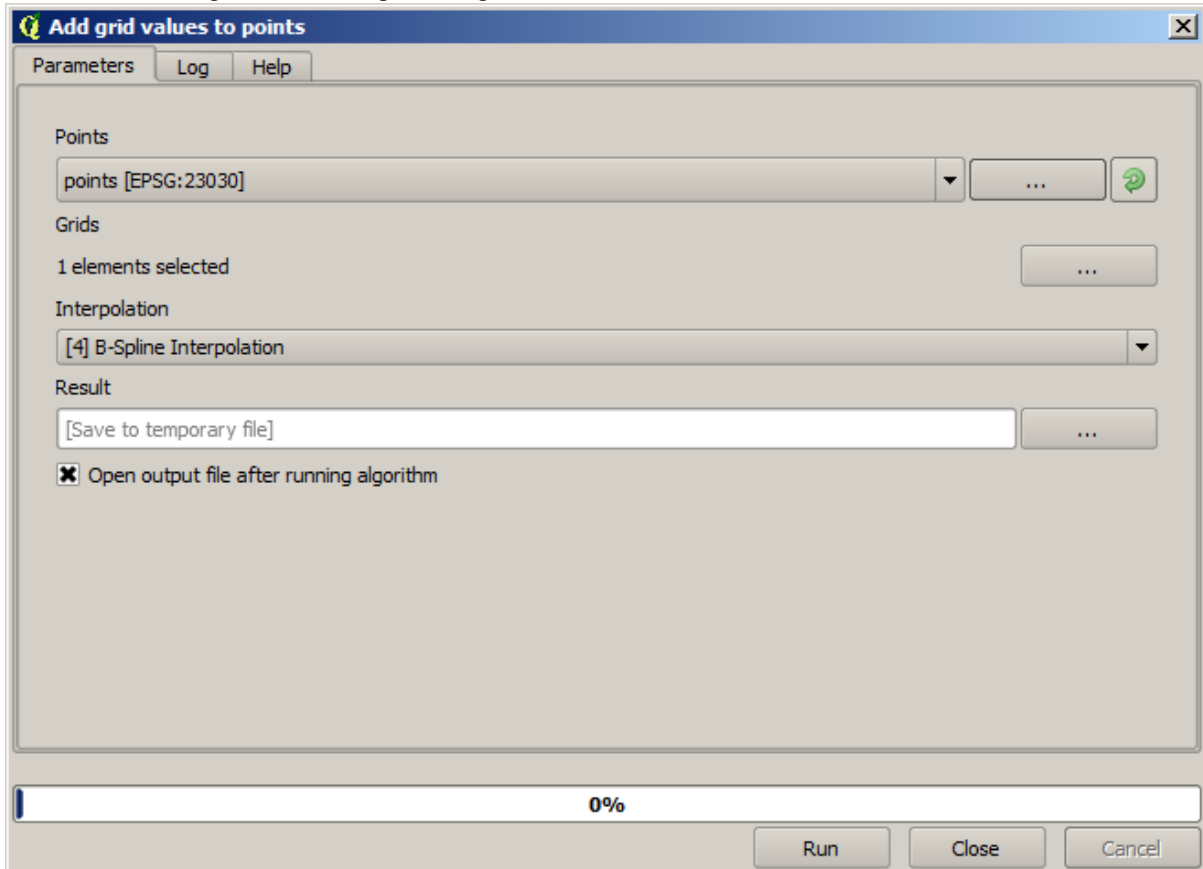 Add grid values to points
Parameters Log Help
Points
points [EPSG:23030] ...
Grids
1 elements selected ...
Interpolation
[4] B-Spline Interpolation
Result
[Save to temporary file] ...
Open output file after running algorithm
0%
Run Close Cancel